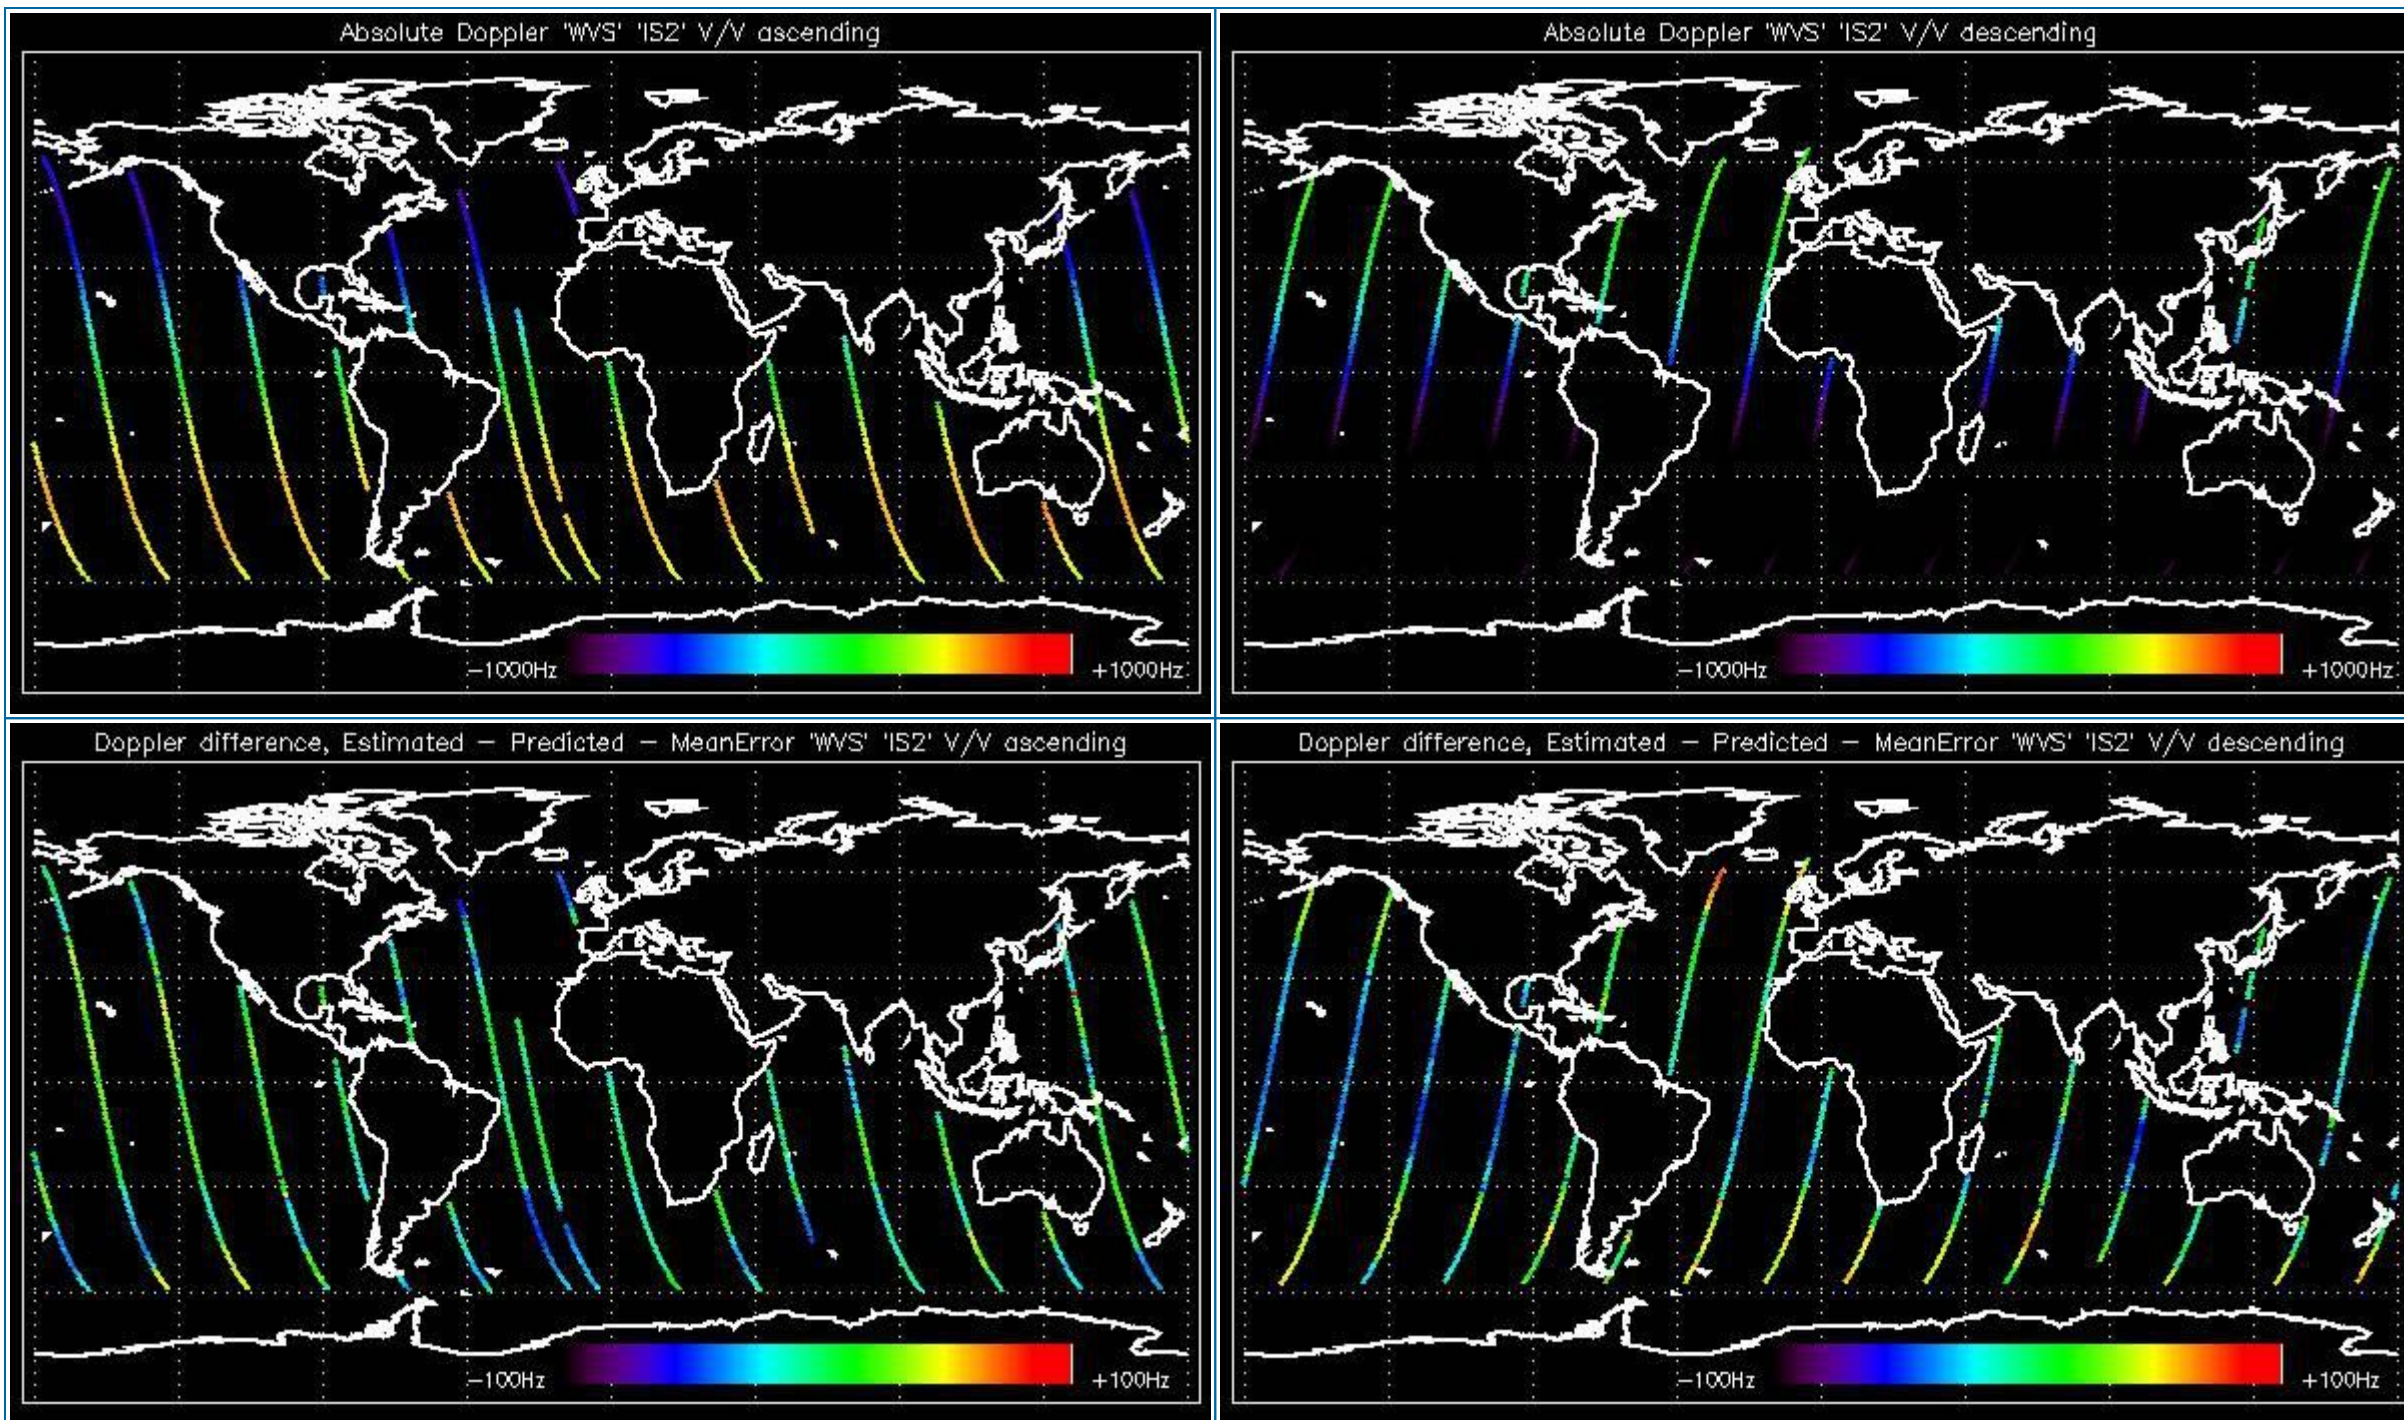 Absolute Doppler 'WVS' 'IS2' V/V ascending
-1000Hz
+1000Hz
Absolute Doppler 'WVS' 'IS2' V/V descending
-1000Hz
+1000Hz
Doppler difference, Estimated - Predicted - MeanError 'WVS' 'IS2' V/V ascending
-100Hz
+100Hz
Doppler difference, Estimated - Predicted - MeanError 'WVS' 'IS2' V/V descending
-100Hz
+100Hz